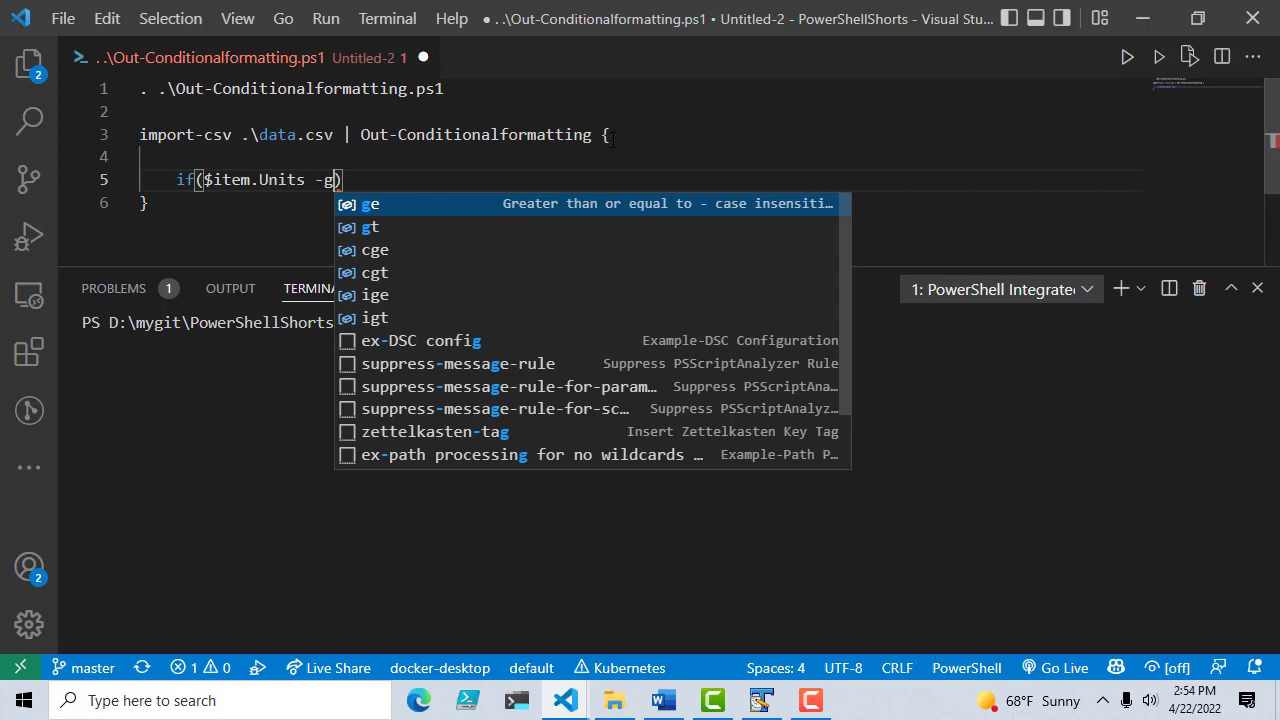 File Edit Selection View Go Run Terminal Help ● ..\Out-Conditionalformatting.ps1 • Untitled-2 - PowerShellShorts - Visual Stu...
..\Out-Conditionalformatting.ps1 Untitled-2 1
2
1 . .\Out-Conditionalformatting.ps1
2
3 import-csv .\data.csv | Out-Conditionalformatting {
4
5 if($item.Units -g)
6 }
ge Greater than or equal to - case insensiti...
gt
cge
cgt
ige
igt
ex-DSC config Example-DSC Configuration
suppress-message-rule Suppress PSScriptAnalyzer Rule
suppress-message-rule-for-param... Suppress PSScriptAna...
suppress-message-rule-for-sc... Suppress PSScriptAnalyz...
zettelkasten-tag Insert Zettelkasten Key Tag
ex-path processing for no wildcards ... Example-Path P...
PROBLEMS 1 OUTPUT TERMINA 1: PowerShell Integrate
PS D:\mygit\PowerShellShorts
2
master 1 0 Live Share docker-desktop default Kubernetes Spaces: 4 UTF-8 CRLF PowerShell Go Live [off]
Type here to search
68°F Sunny
2:54 PM
4/22/2022